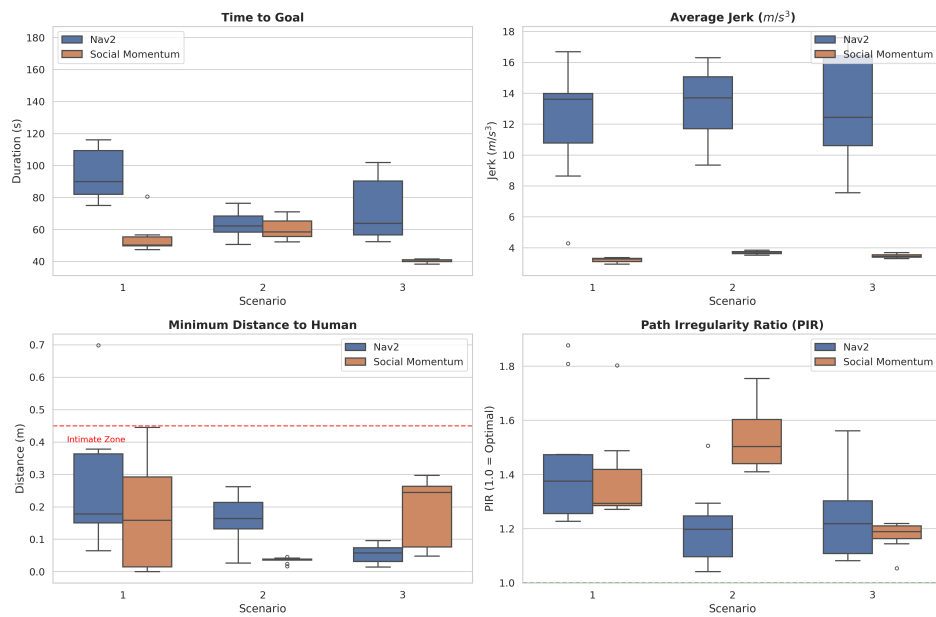 Time to Goal
180
160
140
120
100
80
60
40
Duration (s)
1
2
3
Scenario
Nav2
Social Momentum
Average Jerk (m/s³)
18
16
14
12
10
8
6
4
Jerk (m/s³)
1
2
3
Scenario
Nav2
Social Momentum
Minimum Distance to Human
0.7
0.6
0.5
0.4
0.3
0.2
0.1
0.0
Distance (m)
Intimate Zone
1
2
3
Scenario
Nav2
Social Momentum
Path Irregularity Ratio (PIR)
1.8
1.6
1.4
1.2
1.0
PIR (1.0 = Optimal)
1
2
3
Scenario
Nav2
Social Momentum